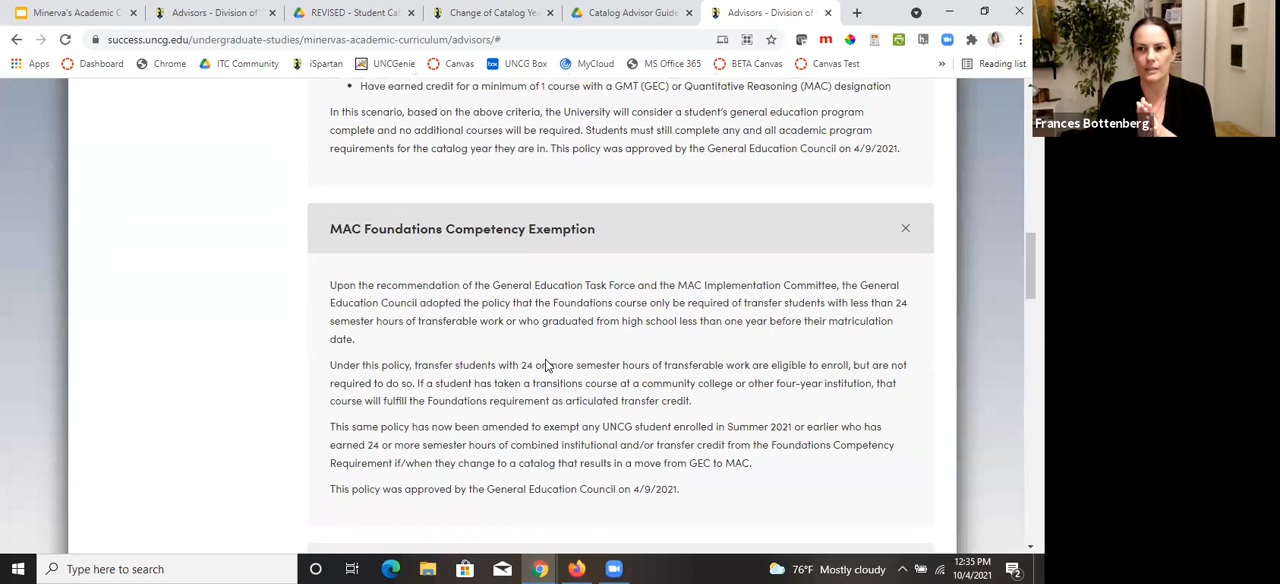 Minerva's Academic C
Advisors - Division of
REVISED - Student Cat
Change of Catalog Yea
Catalog Advisor Guide
Advisors - Division of
success.uncg.edu/undergraduate-studies/minervas-academic-curriculum/advisors/#
Apps Dashboard Chrome ITC Community iSpartan UNCGenie Canvas UNCG Box MyCloud MS Office 365 BETA Canvas Canvas Test » Reading list
• Have earned credit for a minimum of 1 course with a GMT (GEC) or Quantitative Reasoning (MAC) designation
In this scenario, based on the above criteria, the University will consider a student's general education program
complete and no additional courses will be required. Students must still complete any and all academic program
requirements for the catalog year they are in. This policy was approved by the General Education Council on 4/9/2021.
MAC Foundations Competency Exemption
Upon the recommendation of the General Education Task Force and the MAC Implementation Committee, the General
Education Council adopted the policy that the Foundations course only be required of transfer students with less than 24
semester hours of transferable work or who graduated from high school less than one year before their matriculation
date.
Under this policy, transfer students with 24 or more semester hours of transferable work are eligible to enroll, but are not
required to do so. If a student has taken a transitions course at a community college or other four-year institution, that
course will fulfill the Foundations requirement as articulated transfer credit.
This same policy has now been amended to exempt any UNCG student enrolled in Summer 2021 or earlier who has
earned 24 or more semester hours of combined institutional and/or transfer credit from the Foundations Competency
Requirement if/when they change to a catalog that results in a move from GEC to MAC.
This policy was approved by the General Education Council on 4/9/2021.
Frances Bottenberg
Type here to search
76°F Mostly cloudy
12:35 PM
10/4/2021
2